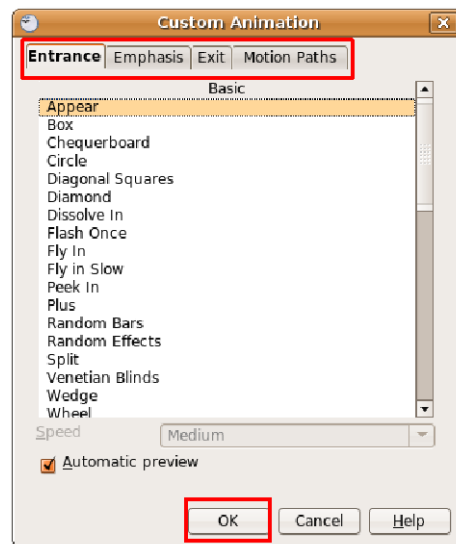 Custom Animation
Entrance Emphasis Exit Motion Paths
Basic
Appear
Box
Chequerboard
Circle
Diagonal Squares
Diamond
Dissolve In
Flash Once
Fly In
Fly in Slow
Peek In
Plus
Random Bars
Random Effects
Split
Venetian Blinds
Wedge
Wheel
Speed Medium
Automatic preview
OK Cancel Help